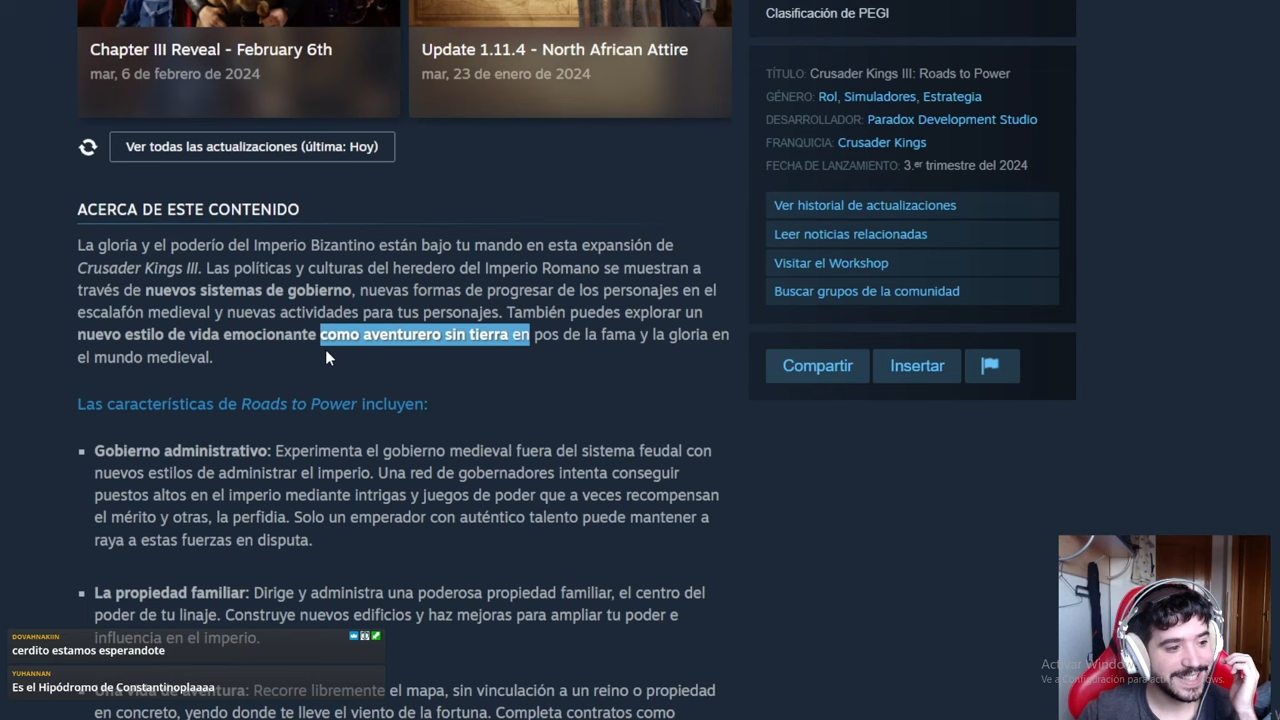 Chapter III Reveal - February 6th
mar, 6 de febrero de 2024
Update 1.11.4 - North African Attire
mar, 23 de enero de 2024
Ver todas las actualizaciones (última: Hoy)
ACERCA DE ESTE CONTENIDO
La gloria y el poderío del Imperio Bizantino están bajo tu mando en esta expansión de
Crusader Kings III. Las políticas y culturas del heredero del Imperio Romano se muestran a
través de nuevos sistemas de gobierno, nuevas formas de progresar de los personajes en el
escalafón medieval y nuevas actividades para tus personajes. También puedes explorar un
nuevo estilo de vida emocionante como aventurero sin tierra en pos de la fama y la gloria en
el mundo medieval.
Las características de Roads to Power incluyen:
Gobierno administrativo: Experimenta el gobierno medieval fuera del sistema feudal con
nuevos estilos de administrar el imperio. Una red de gobernadores intenta conseguir
puestos altos en el imperio mediante intrigas y juegos de poder que a veces recompensan
el mérito y otras, la perfidia. Solo un emperador con auténtico talento puede mantener a
raya a estas fuerzas en disputa.
La propiedad familiar: Dirige y administra una poderosa propiedad familiar, el centro del
poder de tu linaje. Construye nuevos edificios y haz mejoras para ampliar tu poder e
influencia en el imperio.
Una vida de aventura: Recorre libremente el mapa, sin vinculación a un reino o propiedad
en concreto, yendo donde te lleve el viento de la fortuna. Completa contratos como
Clasificación de PEGI
TÍTULO: Crusader Kings III: Roads to Power
GÉNERO: Rol, Simuladores, Estrategia
DESARROLLADOR: Paradox Development Studio
FRANQUICIA: Crusader Kings
FECHA DE LANZAMIENTO: 3.er trimestre del 2024
Ver historial de actualizaciones
Leer noticias relacionadas
Visitar el Workshop
Buscar grupos de la comunidad
Compartir
Insertar
DOVAHNAKIIN
cerdito estamos esperandote
YUHANNAN
Es el Hipódromo de Constantinoplaaaa
Activar Windows
Ve a Configuración para activar Windows.